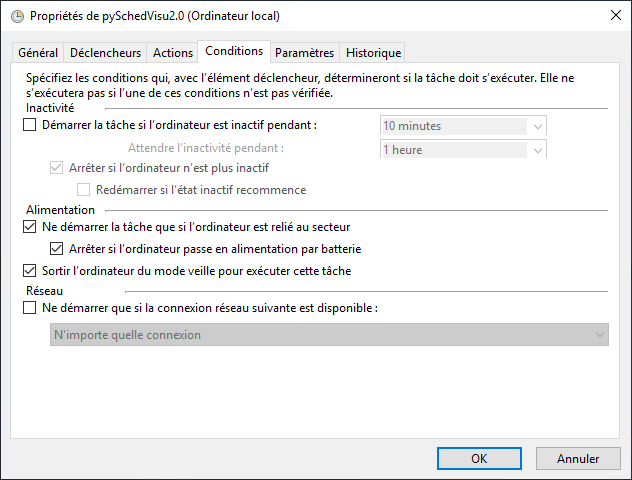 Propriétés de pySchedVisu2.0 (Ordinateur local)
Général Déclencheurs Actions Conditions Paramètres Historique
Spécifiez les conditions qui, avec l'élément déclencheur, détermineront si la tâche doit s'exécuter. Elle ne
s'exécutera pas si l'une de ces conditions n'est pas vérifiée.
Inactivité
Démarrer la tâche si l'ordinateur est inactif pendant : 10 minutes
Attendre l'inactivité pendant : 1 heure
Arrêter si l'ordinateur n'est plus inactif
Redémarrer si l'état inactif recommence
Alimentation
Ne démarrer la tâche que si l'ordinateur est relié au secteur
Arrêter si l'ordinateur passe en alimentation par batterie
Sortir l'ordinateur du mode veille pour exécuter cette tâche
Réseau
Ne démarrer que si la connexion réseau suivante est disponible :
N'importe quelle connexion
OK Annuler